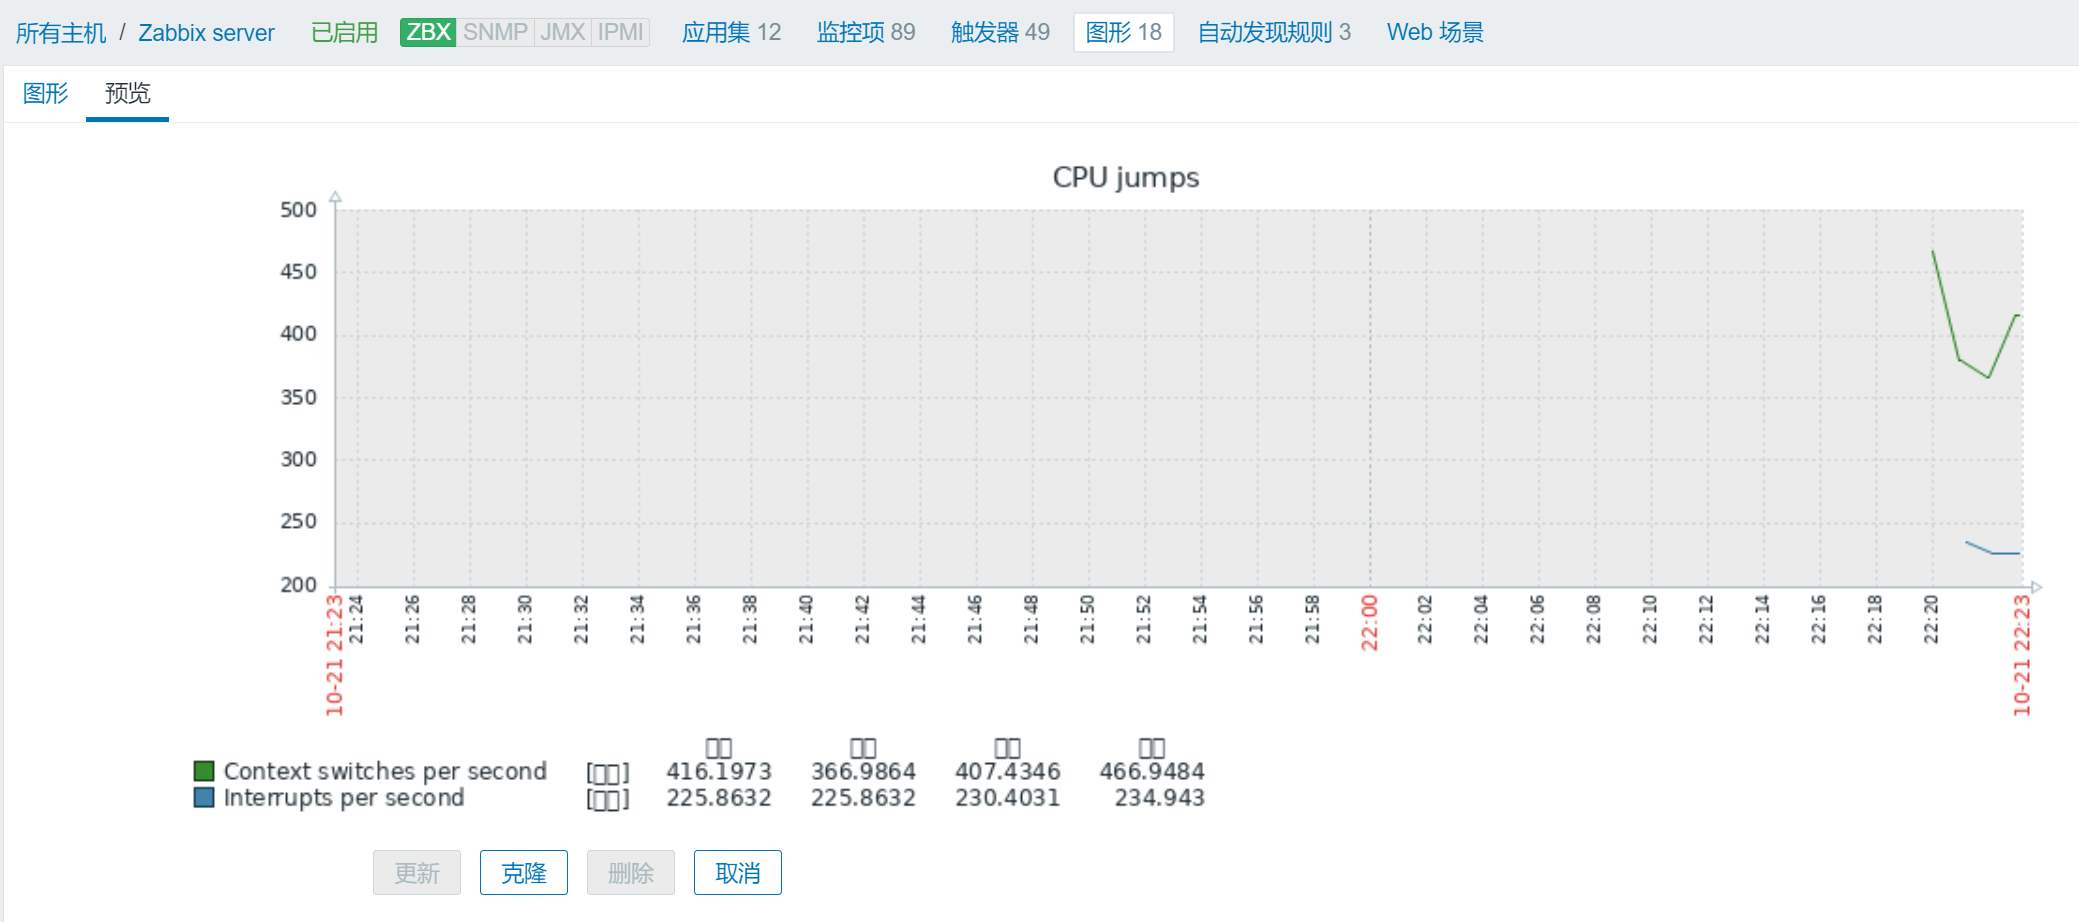 所有主机 / Zabbix server 已启用 ZBX SNMP JMX IPMI 应用集 12 监控项 89 触发器 49 图形 18 自动发现规则 3 Web 场景
图形 预览
CPU jumps
500
450
400
350
300
250
200
10-21 21:23 21:24 21:26 21:28 21:30 21:32 21:34 21:36 21:38 21:40 21:42 21:44 21:46 21:48 21:50 21:52 21:54 21:56 21:58 22:00 22:02 22:04 22:06 22:08 22:10 22:12 22:14 22:16 22:18 22:20 10-21 22:23
□□ □□ □□ □□
Context switches per second [□□] 416.1973 366.9864 407.4346 466.9484
Interrupts per second [□□] 225.8632 225.8632 230.4031 234.943
更新 克隆 删除 取消